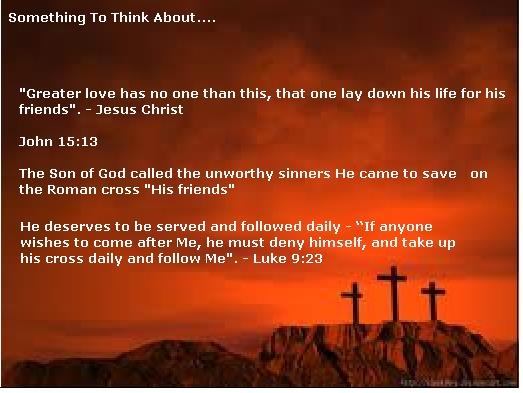 Something To Think About....
"Greater love has no one than this, that one lay down his life for his
friends". - Jesus Christ
John 15:13
The Son of God called the unworthy sinners He came to save   on
the Roman cross "His friends"
He deserves to be served and followed daily - “If anyone
wishes to come after Me, he must deny himself, and take up
his cross daily and follow Me". - Luke 9:23